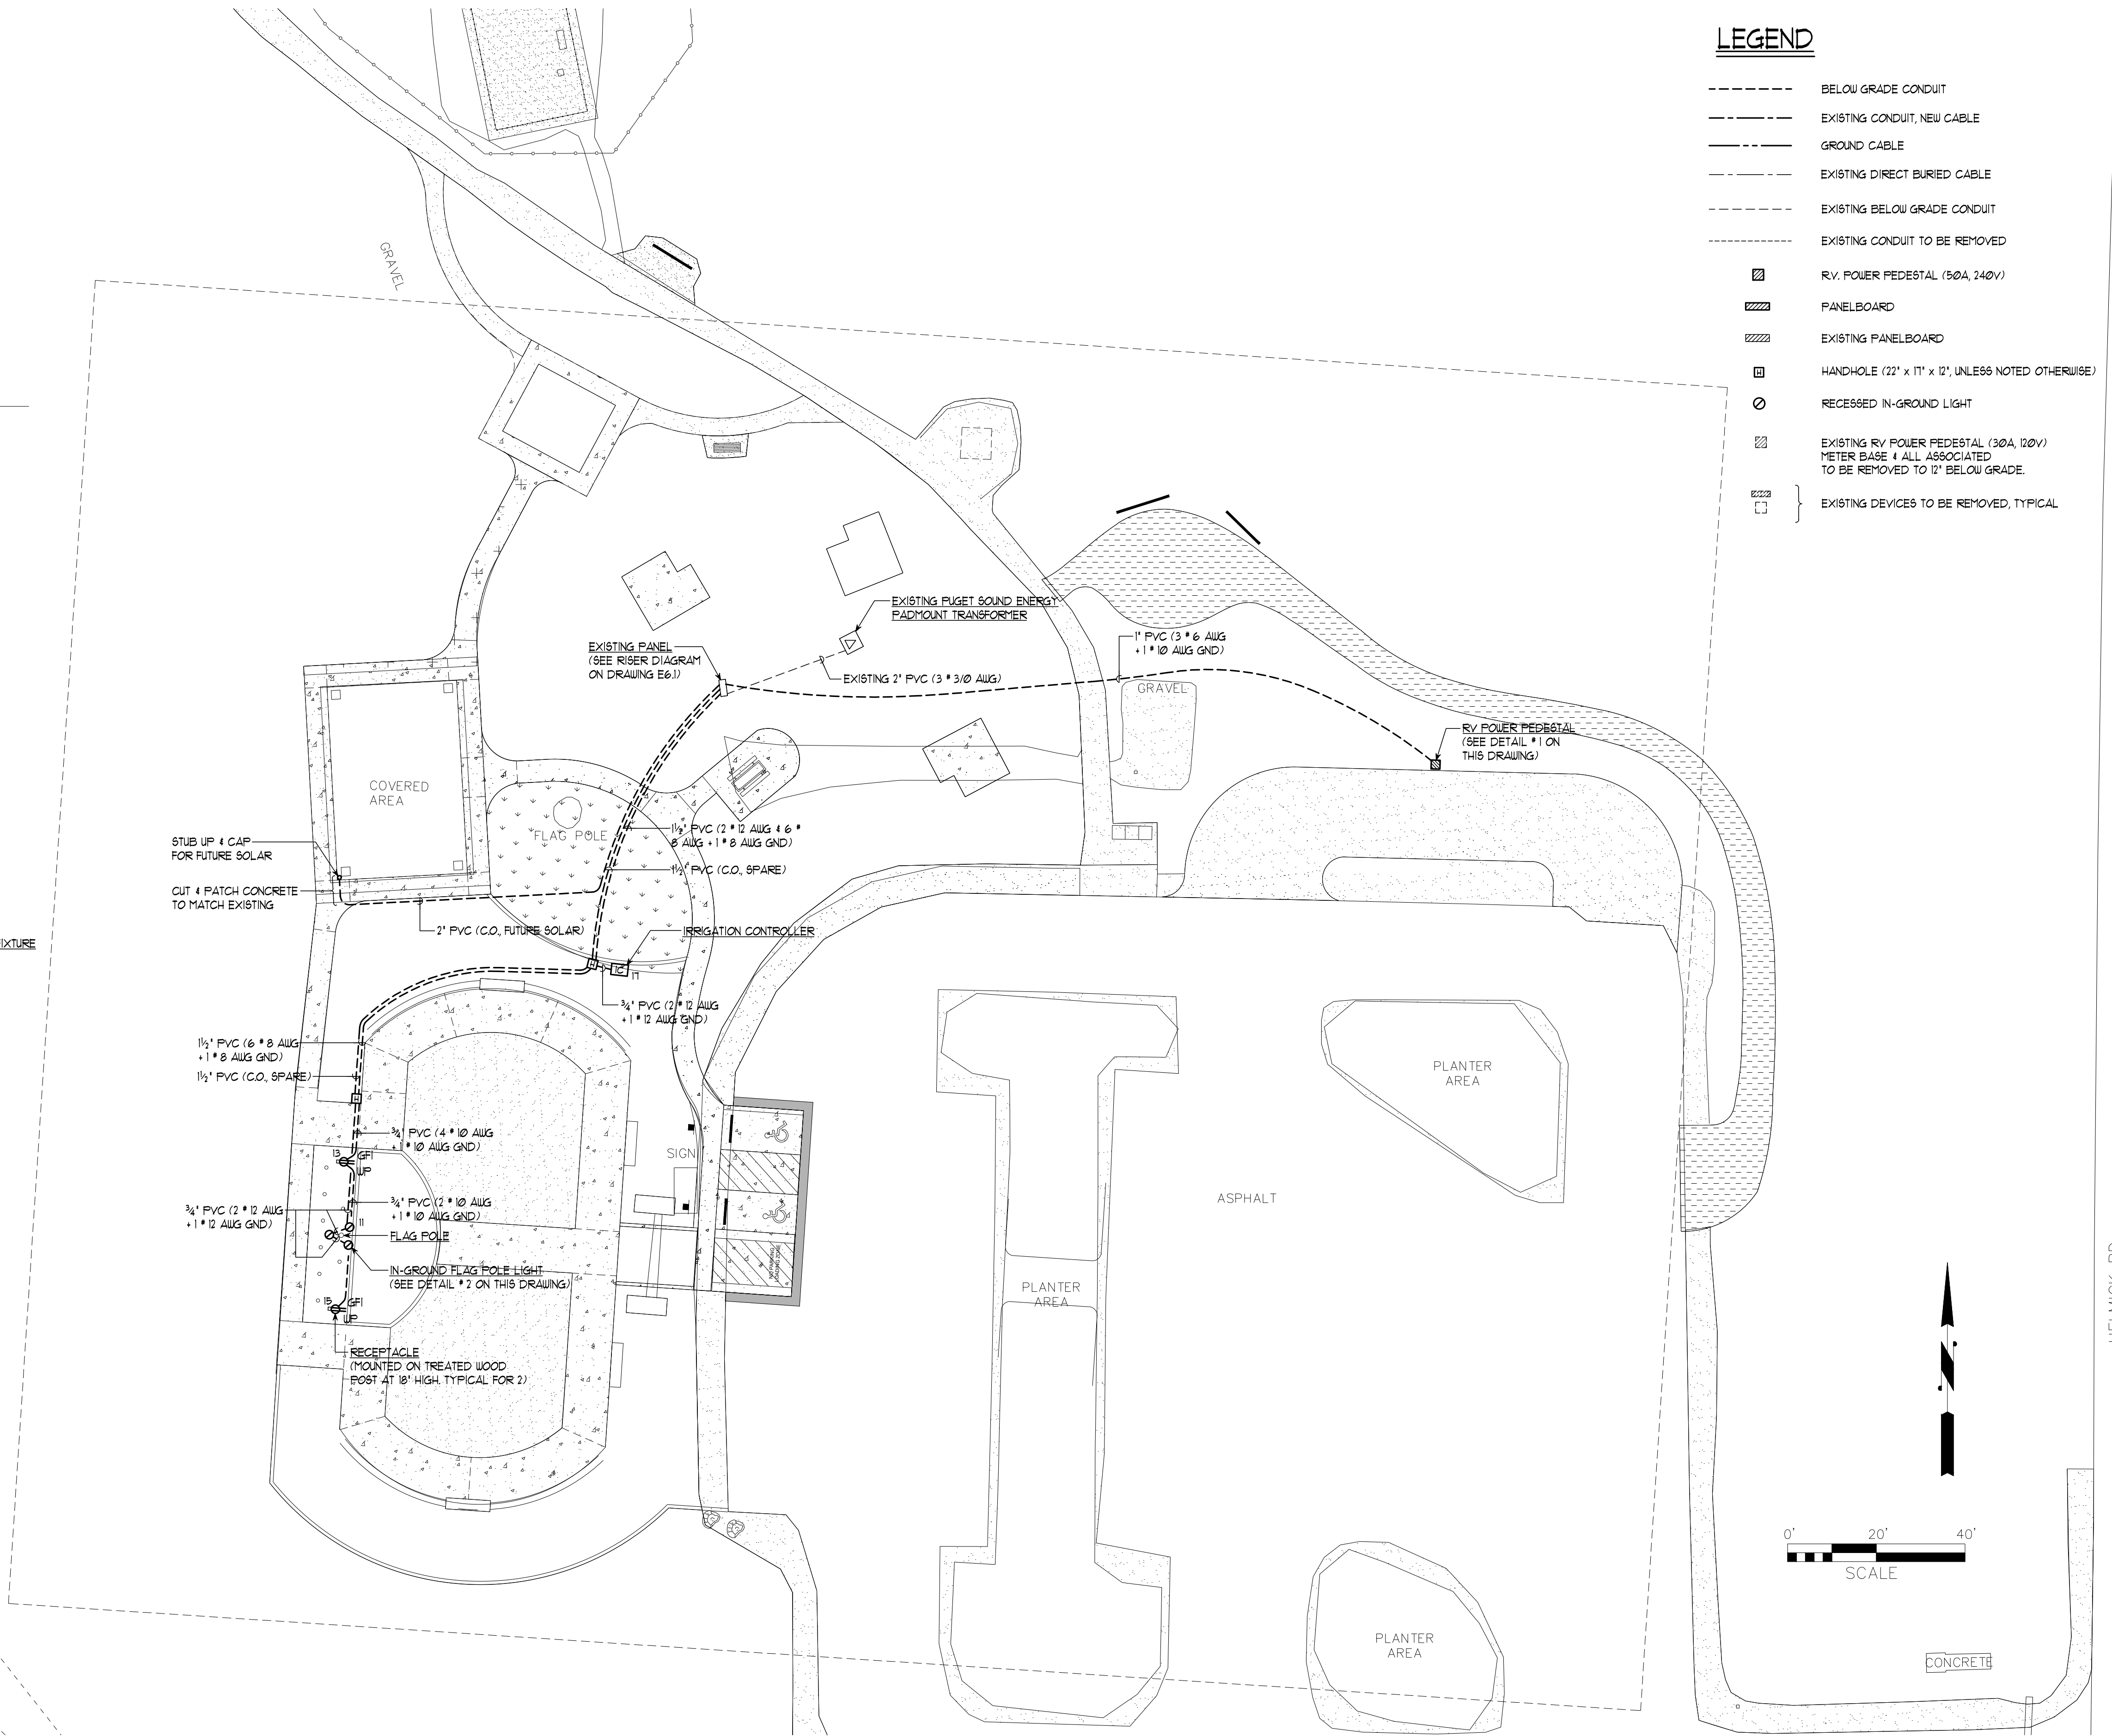 LEGEND
BELOW GRADE CONDUIT
EXISTING CONDUIT, NEW CABLE
GROUND CABLE
EXISTING DIRECT BURIED CABLE
EXISTING BELOW GRADE CONDUIT
EXISTING CONDUIT TO BE REMOVED
R.V. POWER PEDESTAL (50A, 240V)
PANELBOARD
EXISTING PANELBOARD
H
HANDHOLE (22" x 17" x 12", UNLESS NOTED OTHERWISE)
RECESSED IN-GROUND LIGHT
EXISTING RV POWER PEDESTAL (30A, 120V)
METER BASE & ALL ASSOCIATED
TO BE REMOVED TO 12" BELOW GRADE.
EXISTING DEVICES TO BE REMOVED, TYPICAL
GRAVEL
EXISTING PUGET SOUND ENERGY
PADMOUNT TRANSFORMER
EXISTING PANEL
(SEE RISER DIAGRAM
ON DRAWING E6.1)
EXISTING 2" PVC (3 # 3/0 AWG)
1" PVC (3 # 6 AWG
+ 1 # 10 AWG GND)
GRAVEL
RV POWER PEDESTAL
(SEE DETAIL # 1 ON
THIS DRAWING)
COVERED
AREA
FLAG POLE
1½" PVC (2 # 12 AWG & 6 #
8 AWG + 1 # 8 AWG GND)
1½" PVC (C.O., SPARE)
STUB UP & CAP
FOR FUTURE SOLAR
CUT & PATCH CONCRETE
TO MATCH EXISTING
2" PVC (C.O., FUTURE SOLAR)
IRRIGATION CONTROLLER
IXTURE
H
IC
17
¾" PVC (2 # 12 AWG
+ 1 # 12 AWG GND)
1½" PVC (6 # 8 AWG
+ 1 # 8 AWG GND)
1½" PVC (C.O., SPARE)
H
¾" PVC (4 # 10 AWG
+ 1 # 10 AWG GND)
13
GFI
WP
SIGN
¾" PVC (2 # 12 AWG
+ 1 # 12 AWG GND)
¾" PVC (2 # 10 AWG
+ 1 # 10 AWG GND)
11
FLAG POLE
IN-GROUND FLAG POLE LIGHT
(SEE DETAIL # 2 ON THIS DRAWING)
15
GFI
WP
RECEPTACLE
(MOUNTED ON TREATED WOOD
POST AT 18" HIGH. TYPICAL FOR 2)
NO PARKING
LOADING ZONE
PLANTER
AREA
ASPHALT
PLANTER
AREA
PLANTER
AREA
N
0' 20' 40'
SCALE
CONCRETE